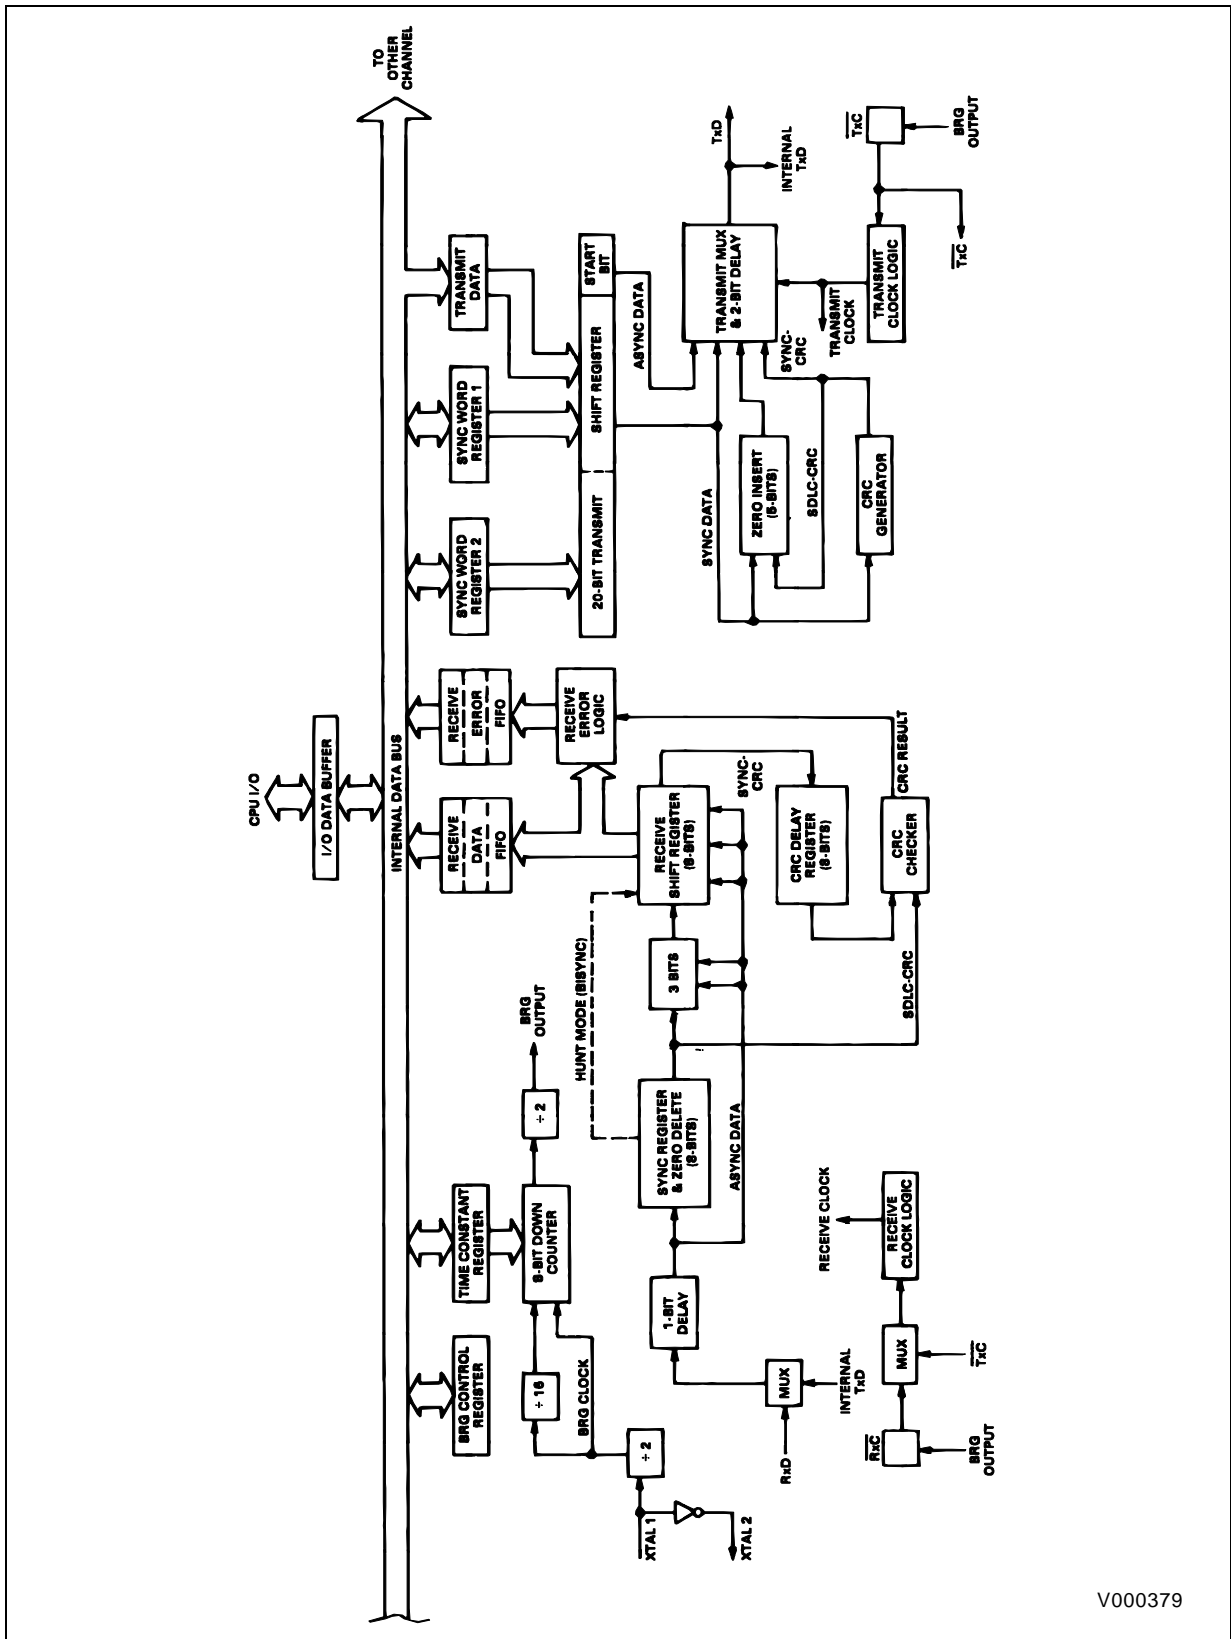 CPU I/O
I/O DATA BUFFER
INTERNAL DATA BUS
TO
OTHER
CHANNEL
BRG CONTROL
REGISTER
TIME CONSTANT
REGISTER
RECEIVE
DATA
FIFO
RECEIVE
ERROR
FIFO
SYNC WORD
REGISTER 2
SYNC WORD
REGISTER 1
TRANSMIT
DATA
÷ 16
8-BIT DOWN
COUNTER
÷ 2
BRG
OUTPUT
BRG CLOCK
÷ 2
XTAL 1
XTAL 2
HUNT MODE (BISYNC)
RECEIVE
ERROR
LOGIC
20-BIT TRANSMIT
SHIFT REGISTER
START
BIT
ASYNC DATA
1-BIT
DELAY
SYNC REGISTER
& ZERO DELETE
(8-BITS)
3 BITS
RECEIVE
SHIFT REGISTER
(8-BITS)
SYNC-
CRC
ASYNC DATA
CRC DELAY
REGISTER
(8-BITS)
CRC
CHECKER
CRC RESULT
SDLC-CRC
RxD
MUX
INTERNAL
TxD
RECEIVE CLOCK
RECEIVE
CLOCK LOGIC
MUX
RxC
TxC
BRG
OUTPUT
SYNC DATA
ZERO INSERT
(5-BITS)
SDLC-CRC
CRC
GENERATOR
SYNC-
CRC
TRANSMIT MUX
& 2-BIT DELAY
TxD
INTERNAL
TxD
TRANSMIT
CLOCK
TRANSMIT
CLOCK LOGIC
TxC
TxC
BRG
OUTPUT
V000379